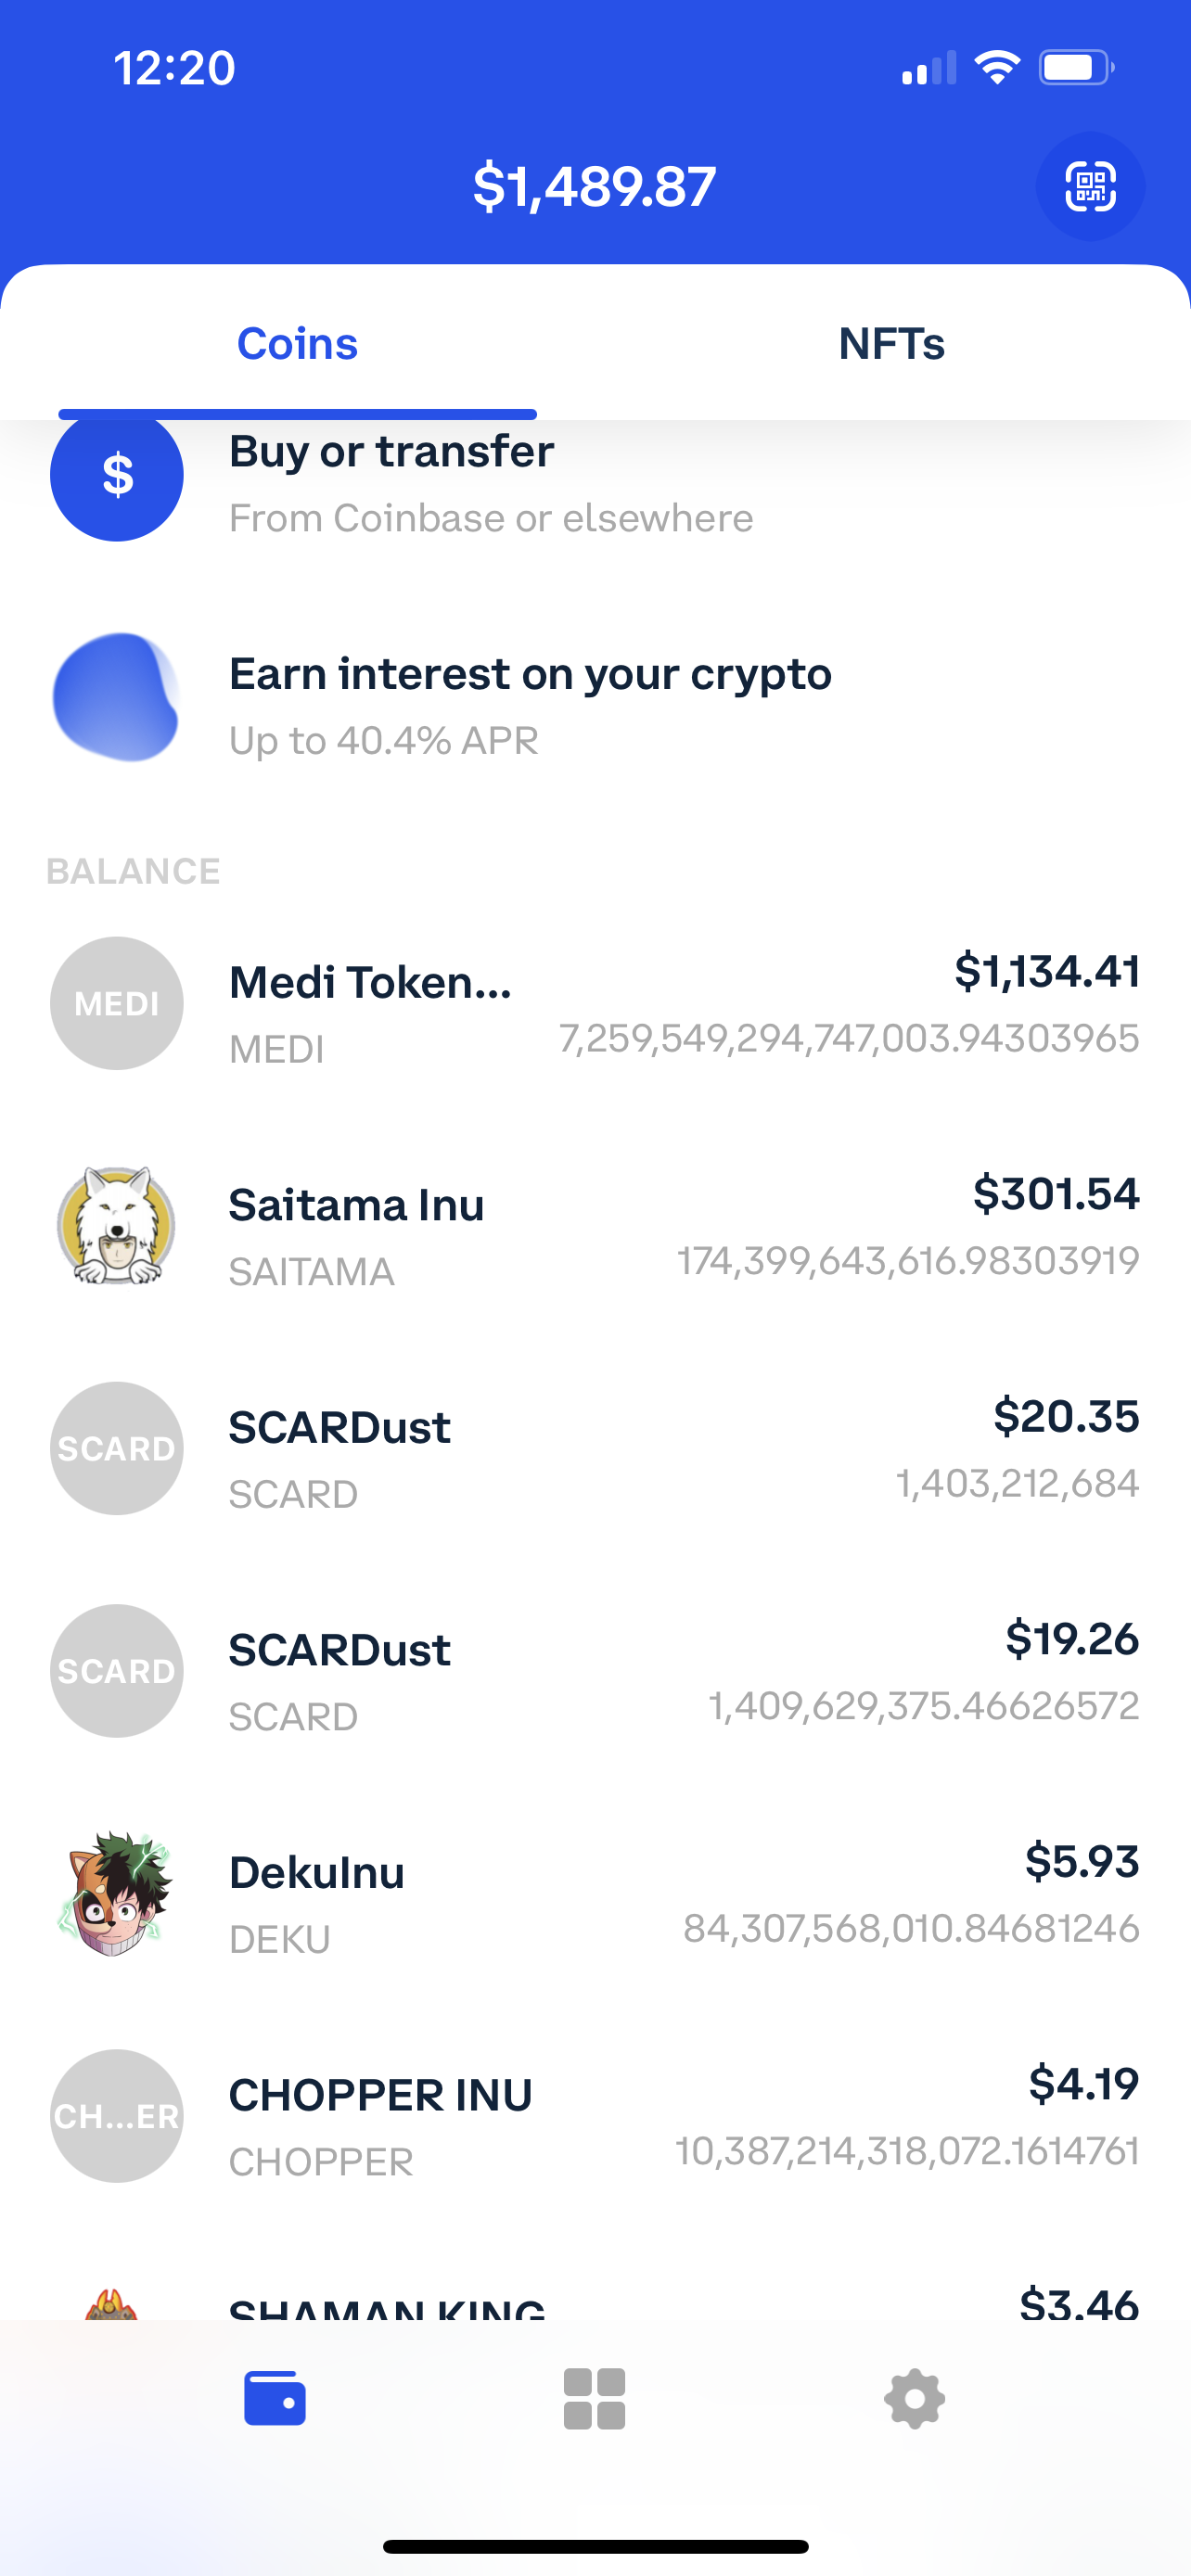 12:20
$1,489.87
Coins
NFTs
$
Buy or transfer
From Coinbase or elsewhere
Earn interest on your crypto
Up to 40.4% APR
BALANCE
MEDI
Medi Token...
$1,134.41
MEDI
7,259,549,294,747,003.94303965
Saitama Inu
$301.54
SAITAMA
174,399,643,616.98303919
SCARD
SCARDust
$20.35
SCARD
1,403,212,684
SCARD
SCARDust
$19.26
SCARD
1,409,629,375.46626572
DekuInu
$5.93
DEKU
84,307,568,010.84681246
CH...ER
CHOPPER INU
$4.19
CHOPPER
10,387,214,318,072.1614761
SHAMAN KING
$3.46